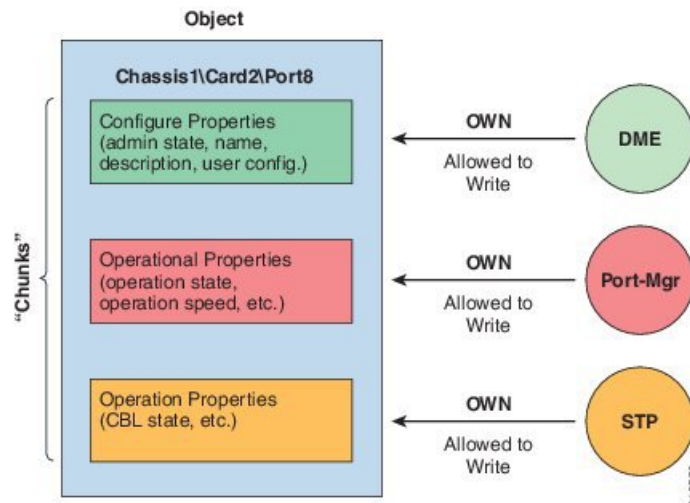 Object
Chassis1\Card2\Port8
"Chunks"
Configure Properties
(admin state, name,
description, user config.)
OWN
Allowed to
Write
DME
Operational Properties
(operation state,
operation speed, etc.)
OWN
Allowed to
Write
Port-Mgr
Operation Properties
(CBL state, etc.)
OWN
Allowed to
Write
STP